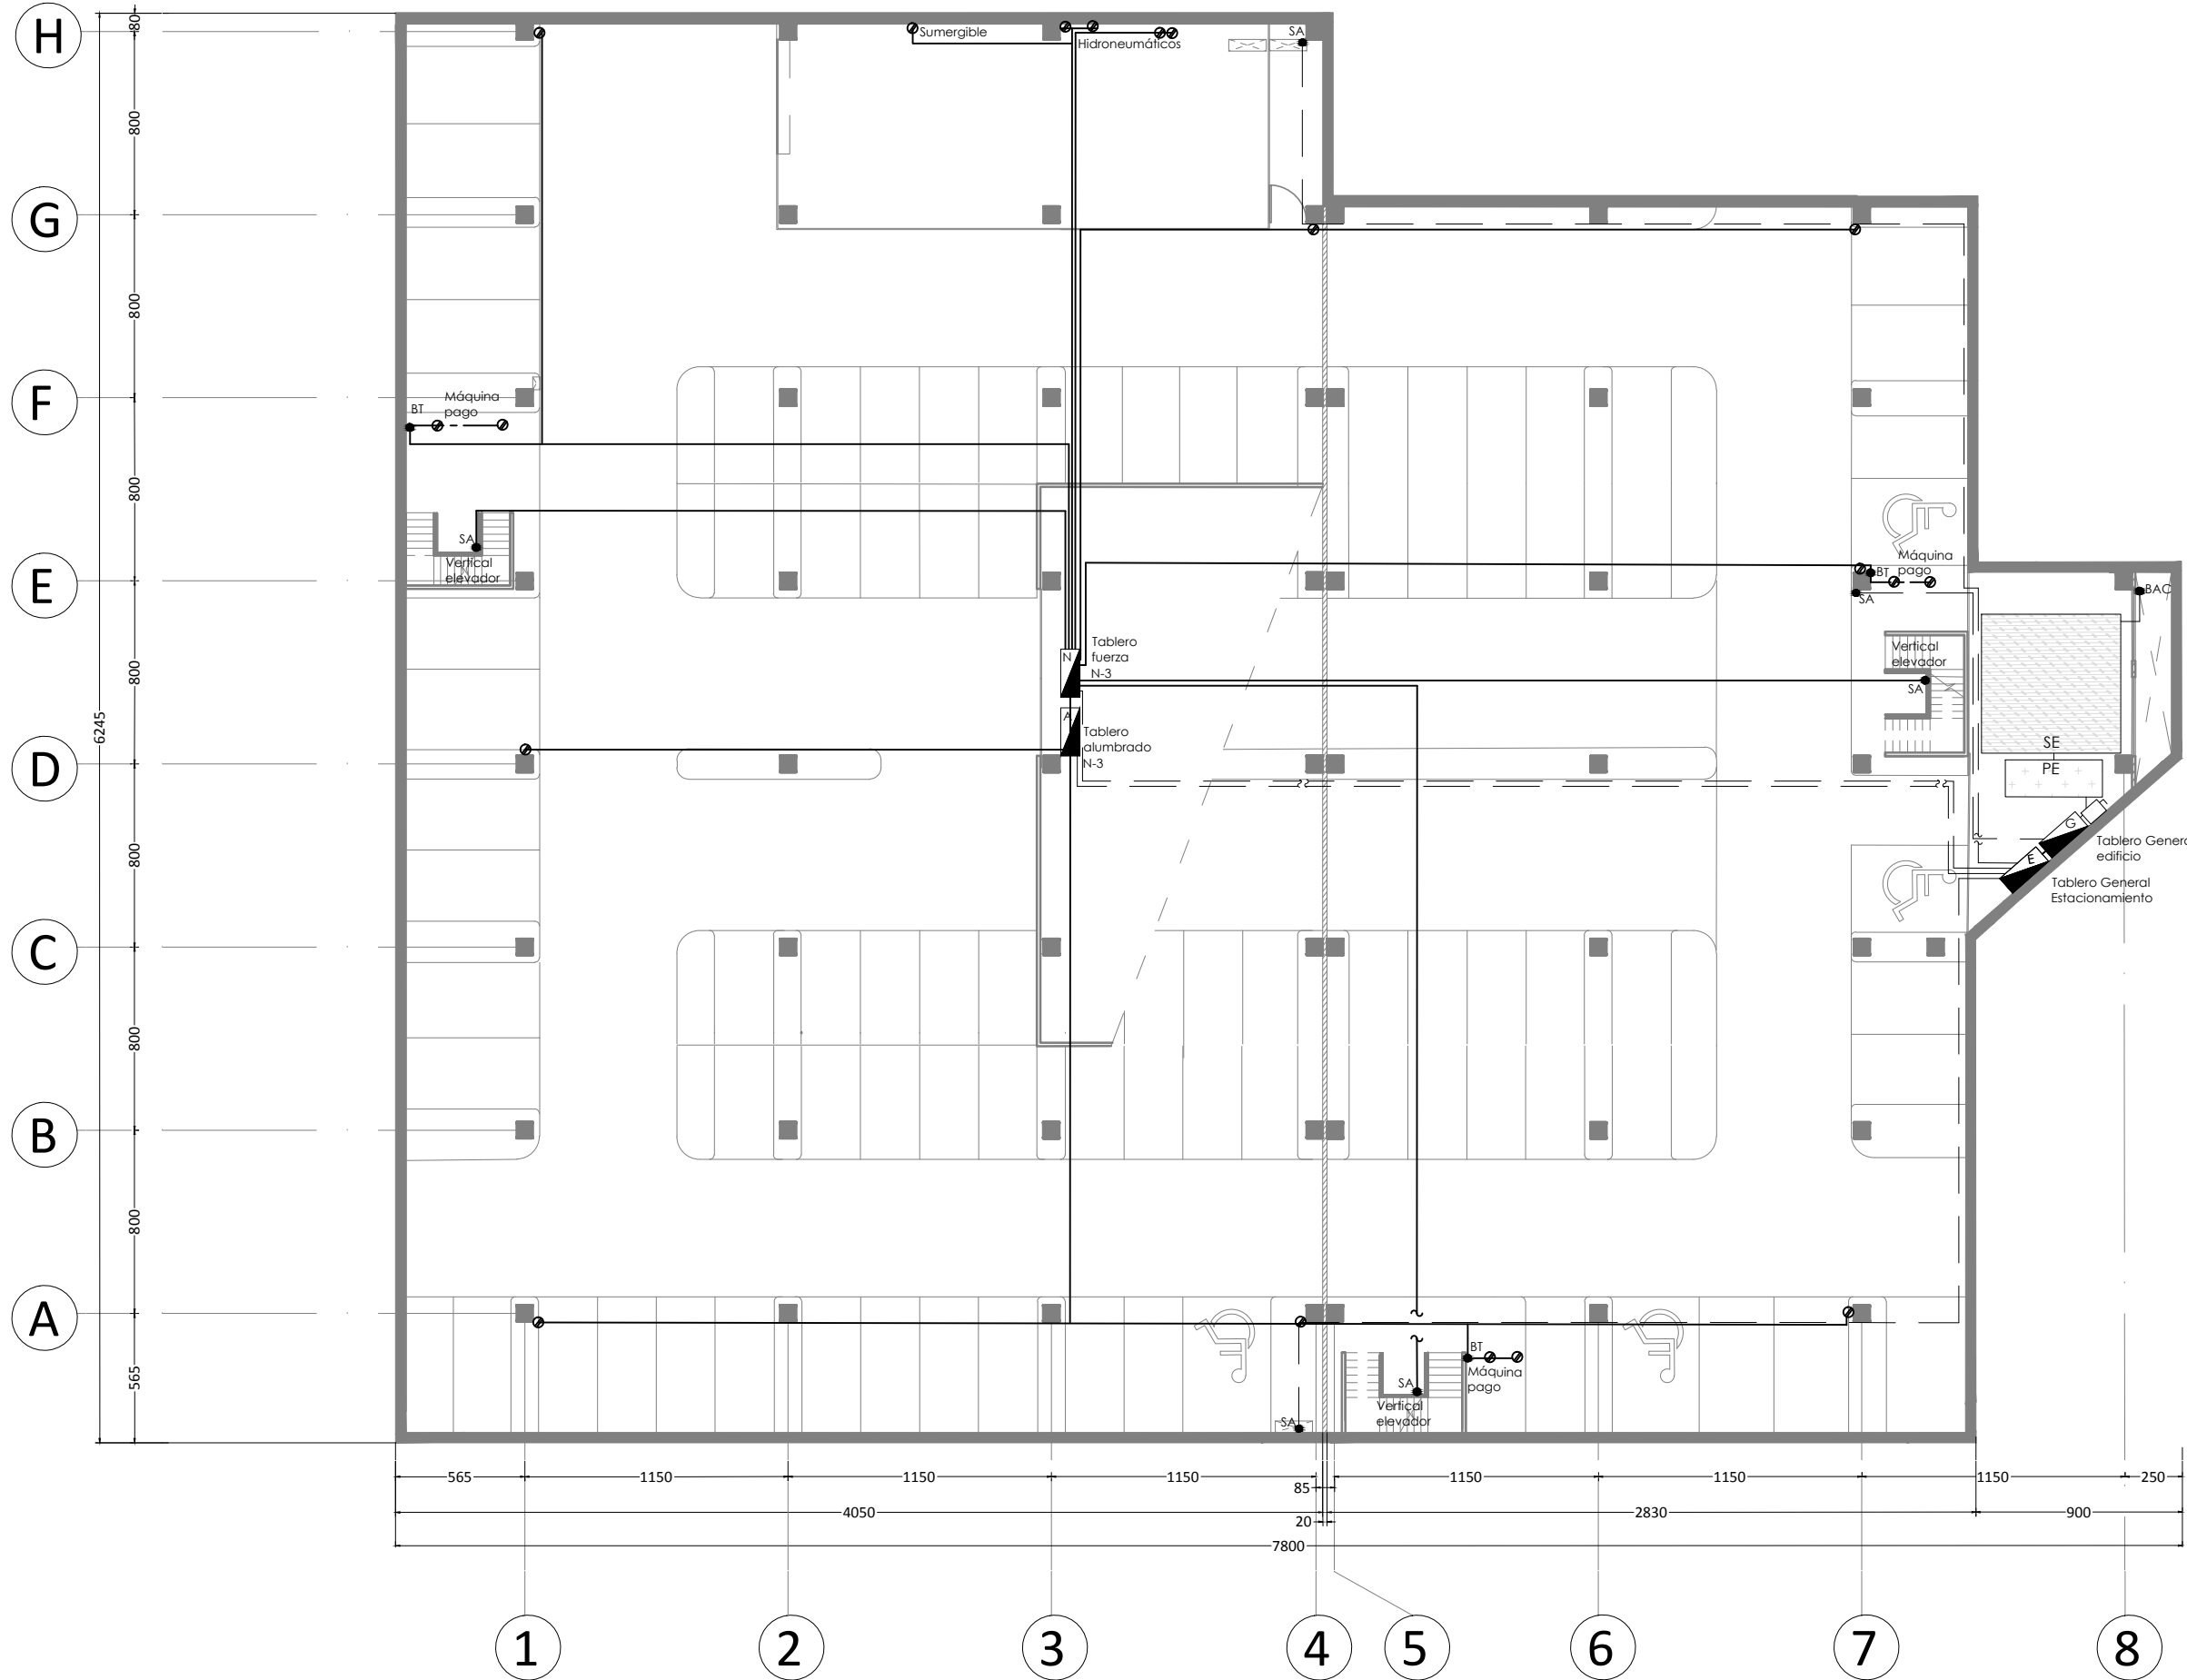 H
80
Sumergible
Hidroneumáticos
SA
800
G
800
F
Máquina
pago
BT
800
SA
Vertical
elevador
E
Máquina
pago
BT
SA
BAC
Tablero
fuerza
N-3
N
Vertical
elevador
SA
800
6245
A
Tablero
alumbrado
N-3
D
SE
PE
G
Tablero Genera
edificio
E
Tablero General
Estacionamiento
800
C
800
B
800
A
BT
Máquina
pago
SA
Vertical
elevador
SA
565
565
1150
1150
1150
1150
1150
1150
250
85
4050
20
2830
900
7800
1
2
3
4
5
6
7
8